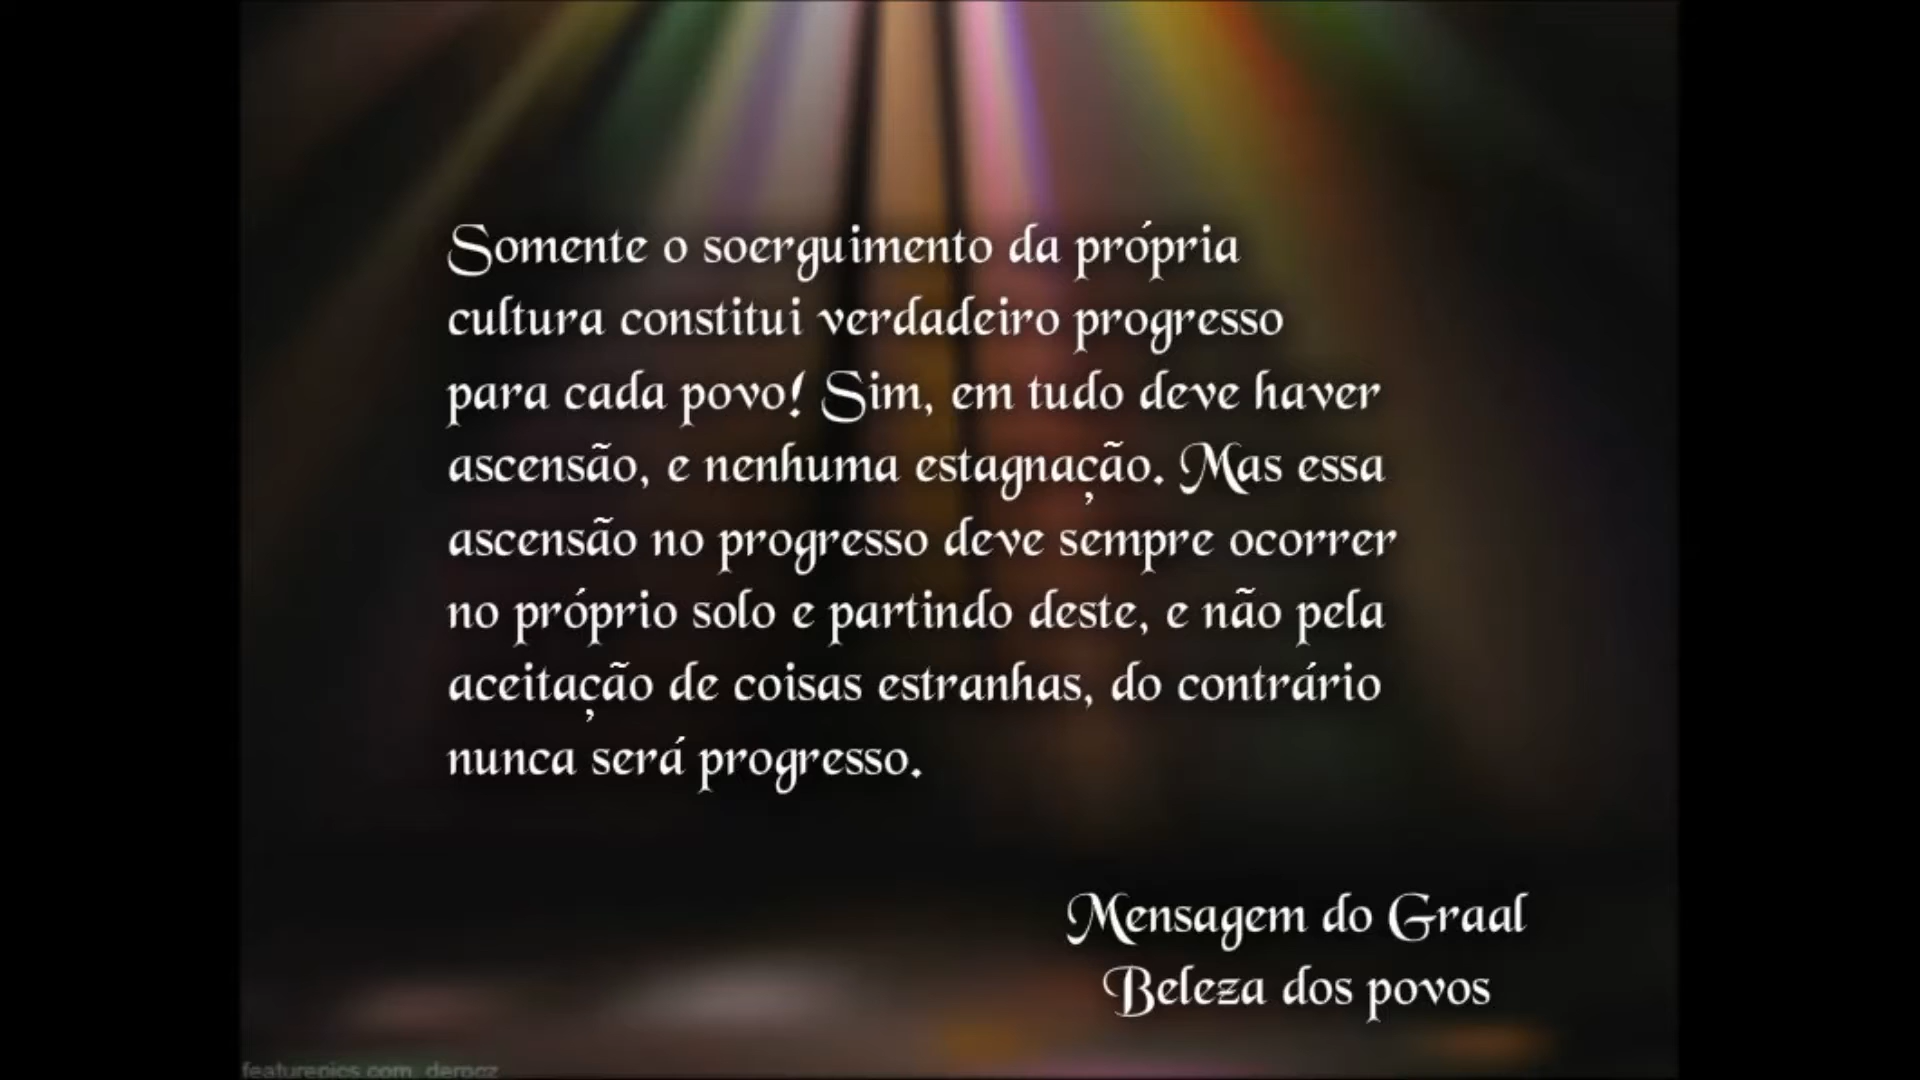 Somente o soerguimento da própria
cultura constitui verdadeiro progresso
para cada povo! Sim, em tudo deve haver
ascensão, e nenhuma estagnação. Mas essa
ascensão no progresso deve sempre ocorrer
no próprio solo e partindo deste, e não pela
aceitação de coisas estranhas, do contrário
nunca será progresso.
Mensagem do Graal
Beleza dos povos
featurepics.com